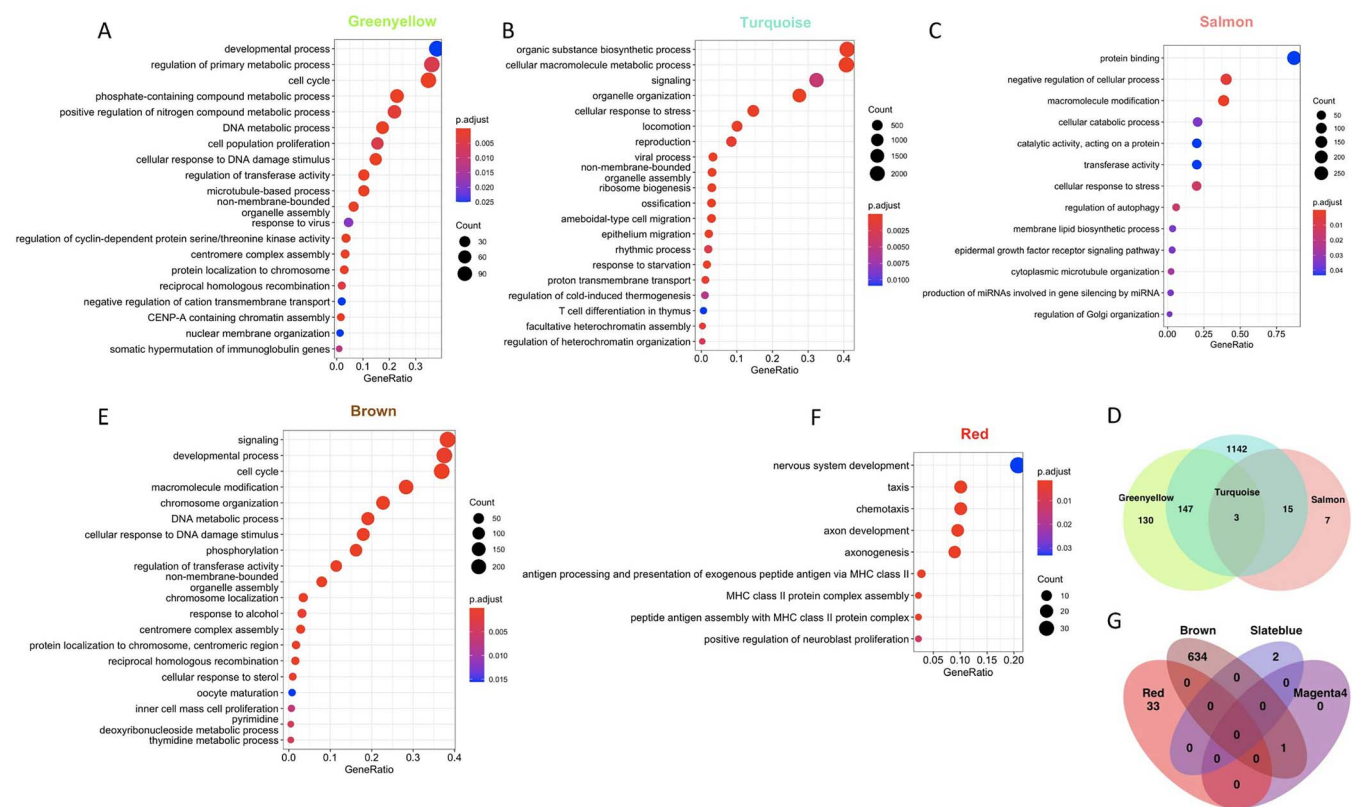 A
Greenyellow
developmental process
regulation of primary metabolic process
cell cycle
phosphate-containing compound metabolic process
positive regulation of nitrogen compound metabolic process
DNA metabolic process
cell population proliferation
cellular response to DNA damage stimulus
regulation of transferase activity
microtubule-based process
non-membrane-bounded
organelle assembly
response to virus
regulation of cyclin-dependent protein serine/threonine kinase activity
centromere complex assembly
protein localization to chromosome
reciprocal homologous recombination
negative regulation of cation transmembrane transport
CENP-A containing chromatin assembly
nuclear membrane organization
somatic hypermutation of immunoglobulin genes
0.0 0.1 0.2 0.3
GeneRatio
p.adjust
0.005
0.010
0.015
0.020
0.025
Count
30
60
90
B
Turquoise
organic substance biosynthetic process
cellular macromolecule metabolic process
signaling
organelle organization
cellular response to stress
locomotion
reproduction
viral process
non-membrane-bounded
organelle assembly
ribosome biogenesis
ossification
ameboidal-type cell migration
epithelium migration
rhythmic process
response to starvation
proton transmembrane transport
regulation of cold-induced thermogenesis
T cell differentiation in thymus
facultative heterochromatin assembly
regulation of heterochromatin organization
0.0 0.1 0.2 0.3 0.4
GeneRatio
Count
500
1000
1500
2000
p.adjust
0.0025
0.0050
0.0075
0.0100
C
Salmon
protein binding
negative regulation of cellular process
macromolecule modification
cellular catabolic process
catalytic activity, acting on a protein
transferase activity
cellular response to stress
regulation of autophagy
membrane lipid biosynthetic process
epidermal growth factor receptor signaling pathway
cytoplasmic microtubule organization
production of miRNAs involved in gene silencing by miRNA
regulation of Golgi organization
0.00 0.25 0.50 0.75
GeneRatio
Count
50
100
150
200
250
p.adjust
0.01
0.02
0.03
0.04
E
Brown
signaling
developmental process
cell cycle
macromolecule modification
chromosome organization
DNA metabolic process
cellular response to DNA damage stimulus
phosphorylation
regulation of transferase activity
non-membrane-bounded
organelle assembly
chromosome localization
response to alcohol
centromere complex assembly
protein localization to chromosome, centromeric region
reciprocal homologous recombination
cellular response to sterol
oocyte maturation
inner cell mass cell proliferation
pyrimidine
deoxyribonucleoside metabolic process
thymidine metabolic process
0.0 0.1 0.2 0.3 0.4
GeneRatio
Count
50
100
150
200
p.adjust
0.005
0.010
0.015
F
Red
nervous system development
taxis
chemotaxis
axon development
axonogenesis
antigen processing and presentation of exogenous peptide antigen via MHC class II
MHC class II protein complex assembly
peptide antigen assembly with MHC class II protein complex
positive regulation of neuroblast proliferation
0.05 0.10 0.15 0.20
GeneRatio
p.adjust
0.01
0.02
0.03
Count
10
20
30
D
1142
Greenyellow
Turquoise
Salmon
130
147
3
15
7
G
Brown
Slateblue
634
2
0
0
0
Red
Magenta4
33
0
0
0
0
0
1
0
0
0